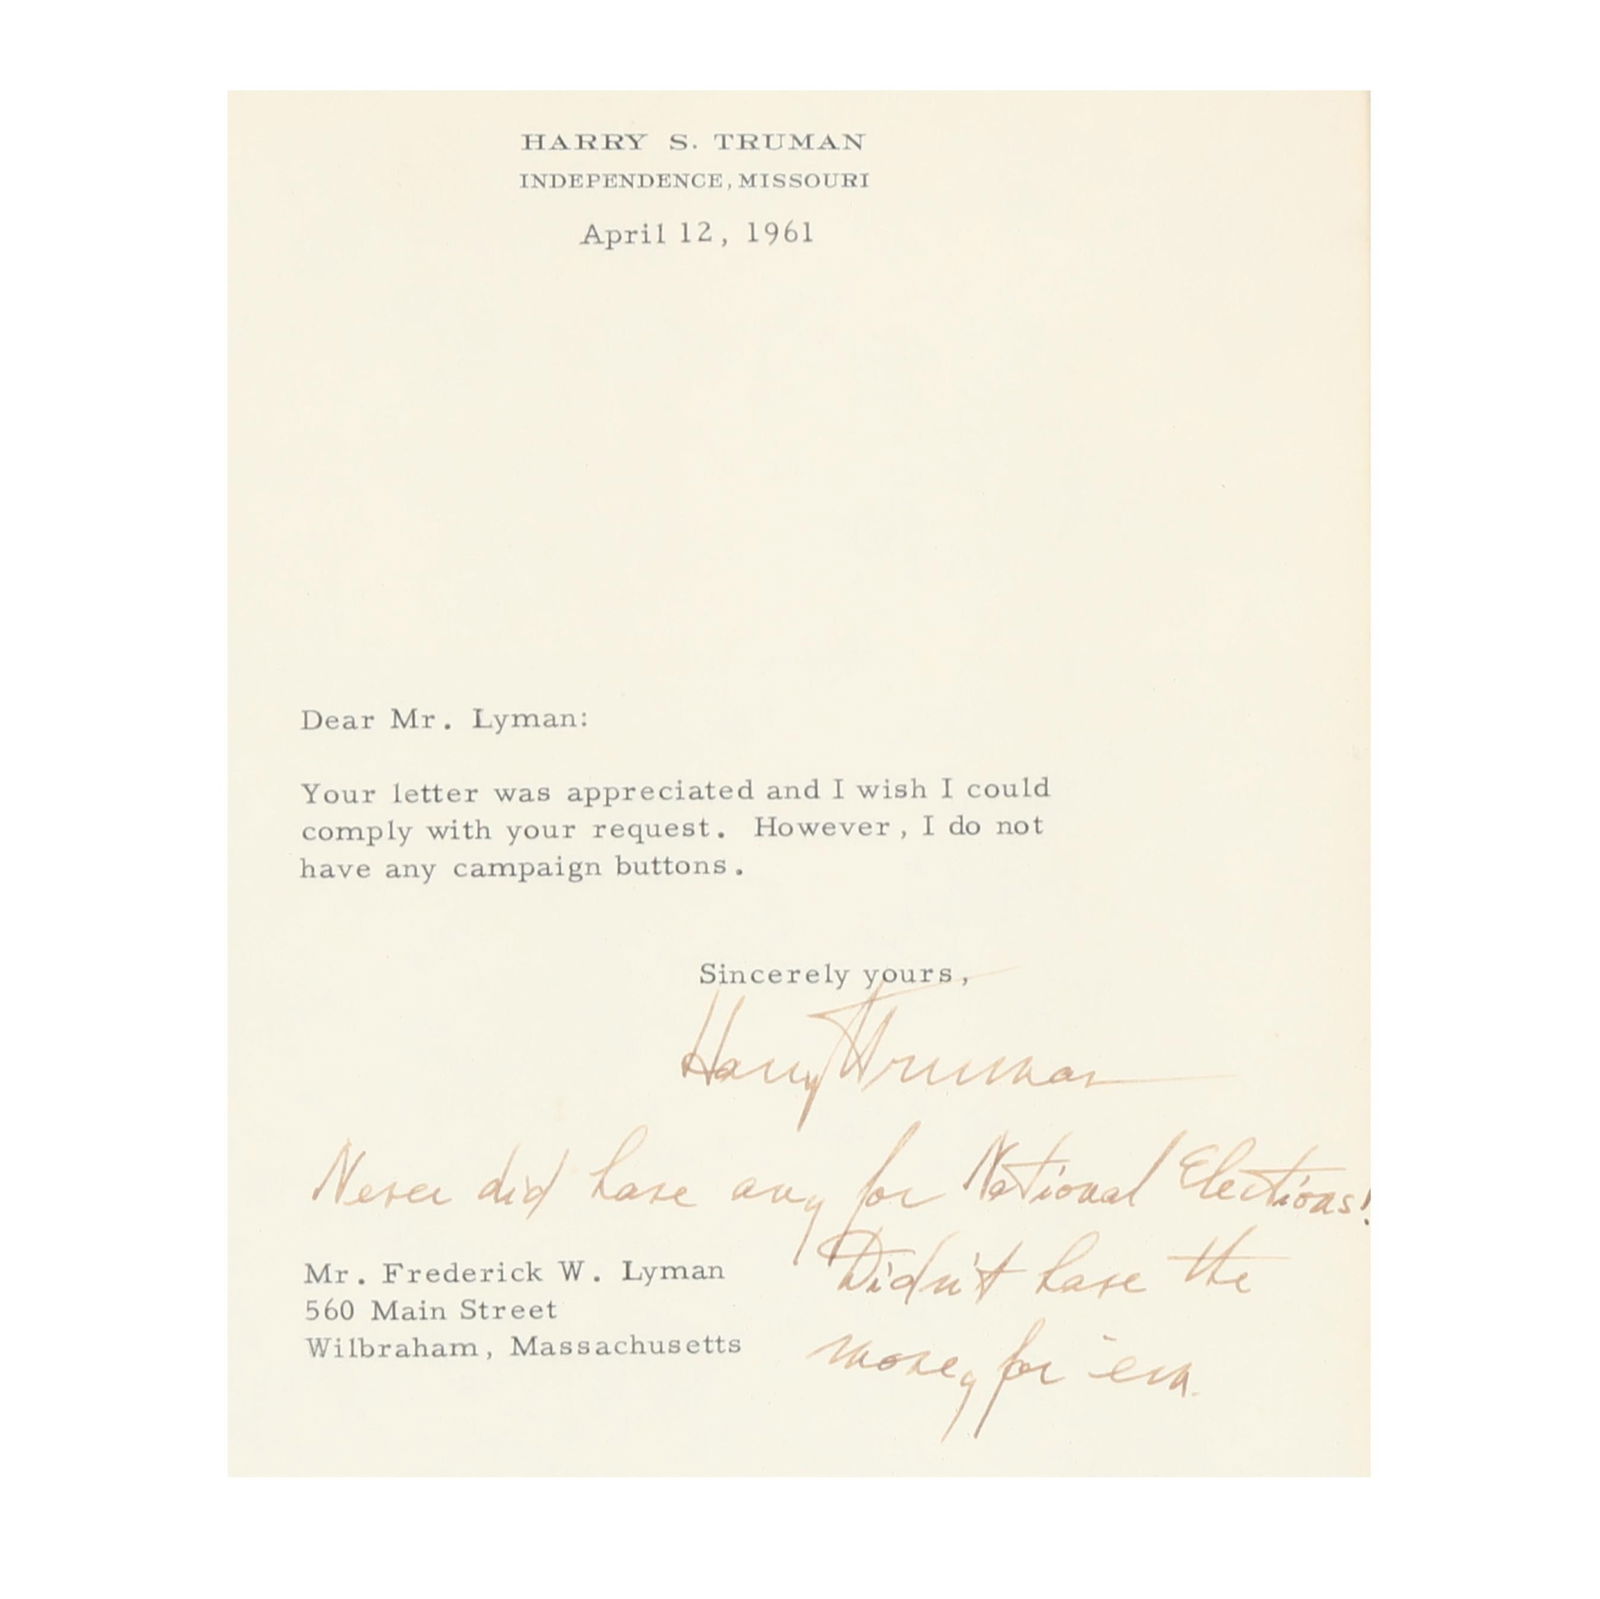 HARRY S. TRUMAN
INDEPENDENCE, MISSOURI
April 12, 1961
Dear Mr. Lyman:
Your letter was appreciated and I wish I could
comply with your request. However, I do not
have any campaign buttons.
Sincerely yours,
Harry Truman
Never did have any for National Elections!
Didn't have the
money for 'em.
Mr. Frederick W. Lyman
560 Main Street
Wilbraham, Massachusetts